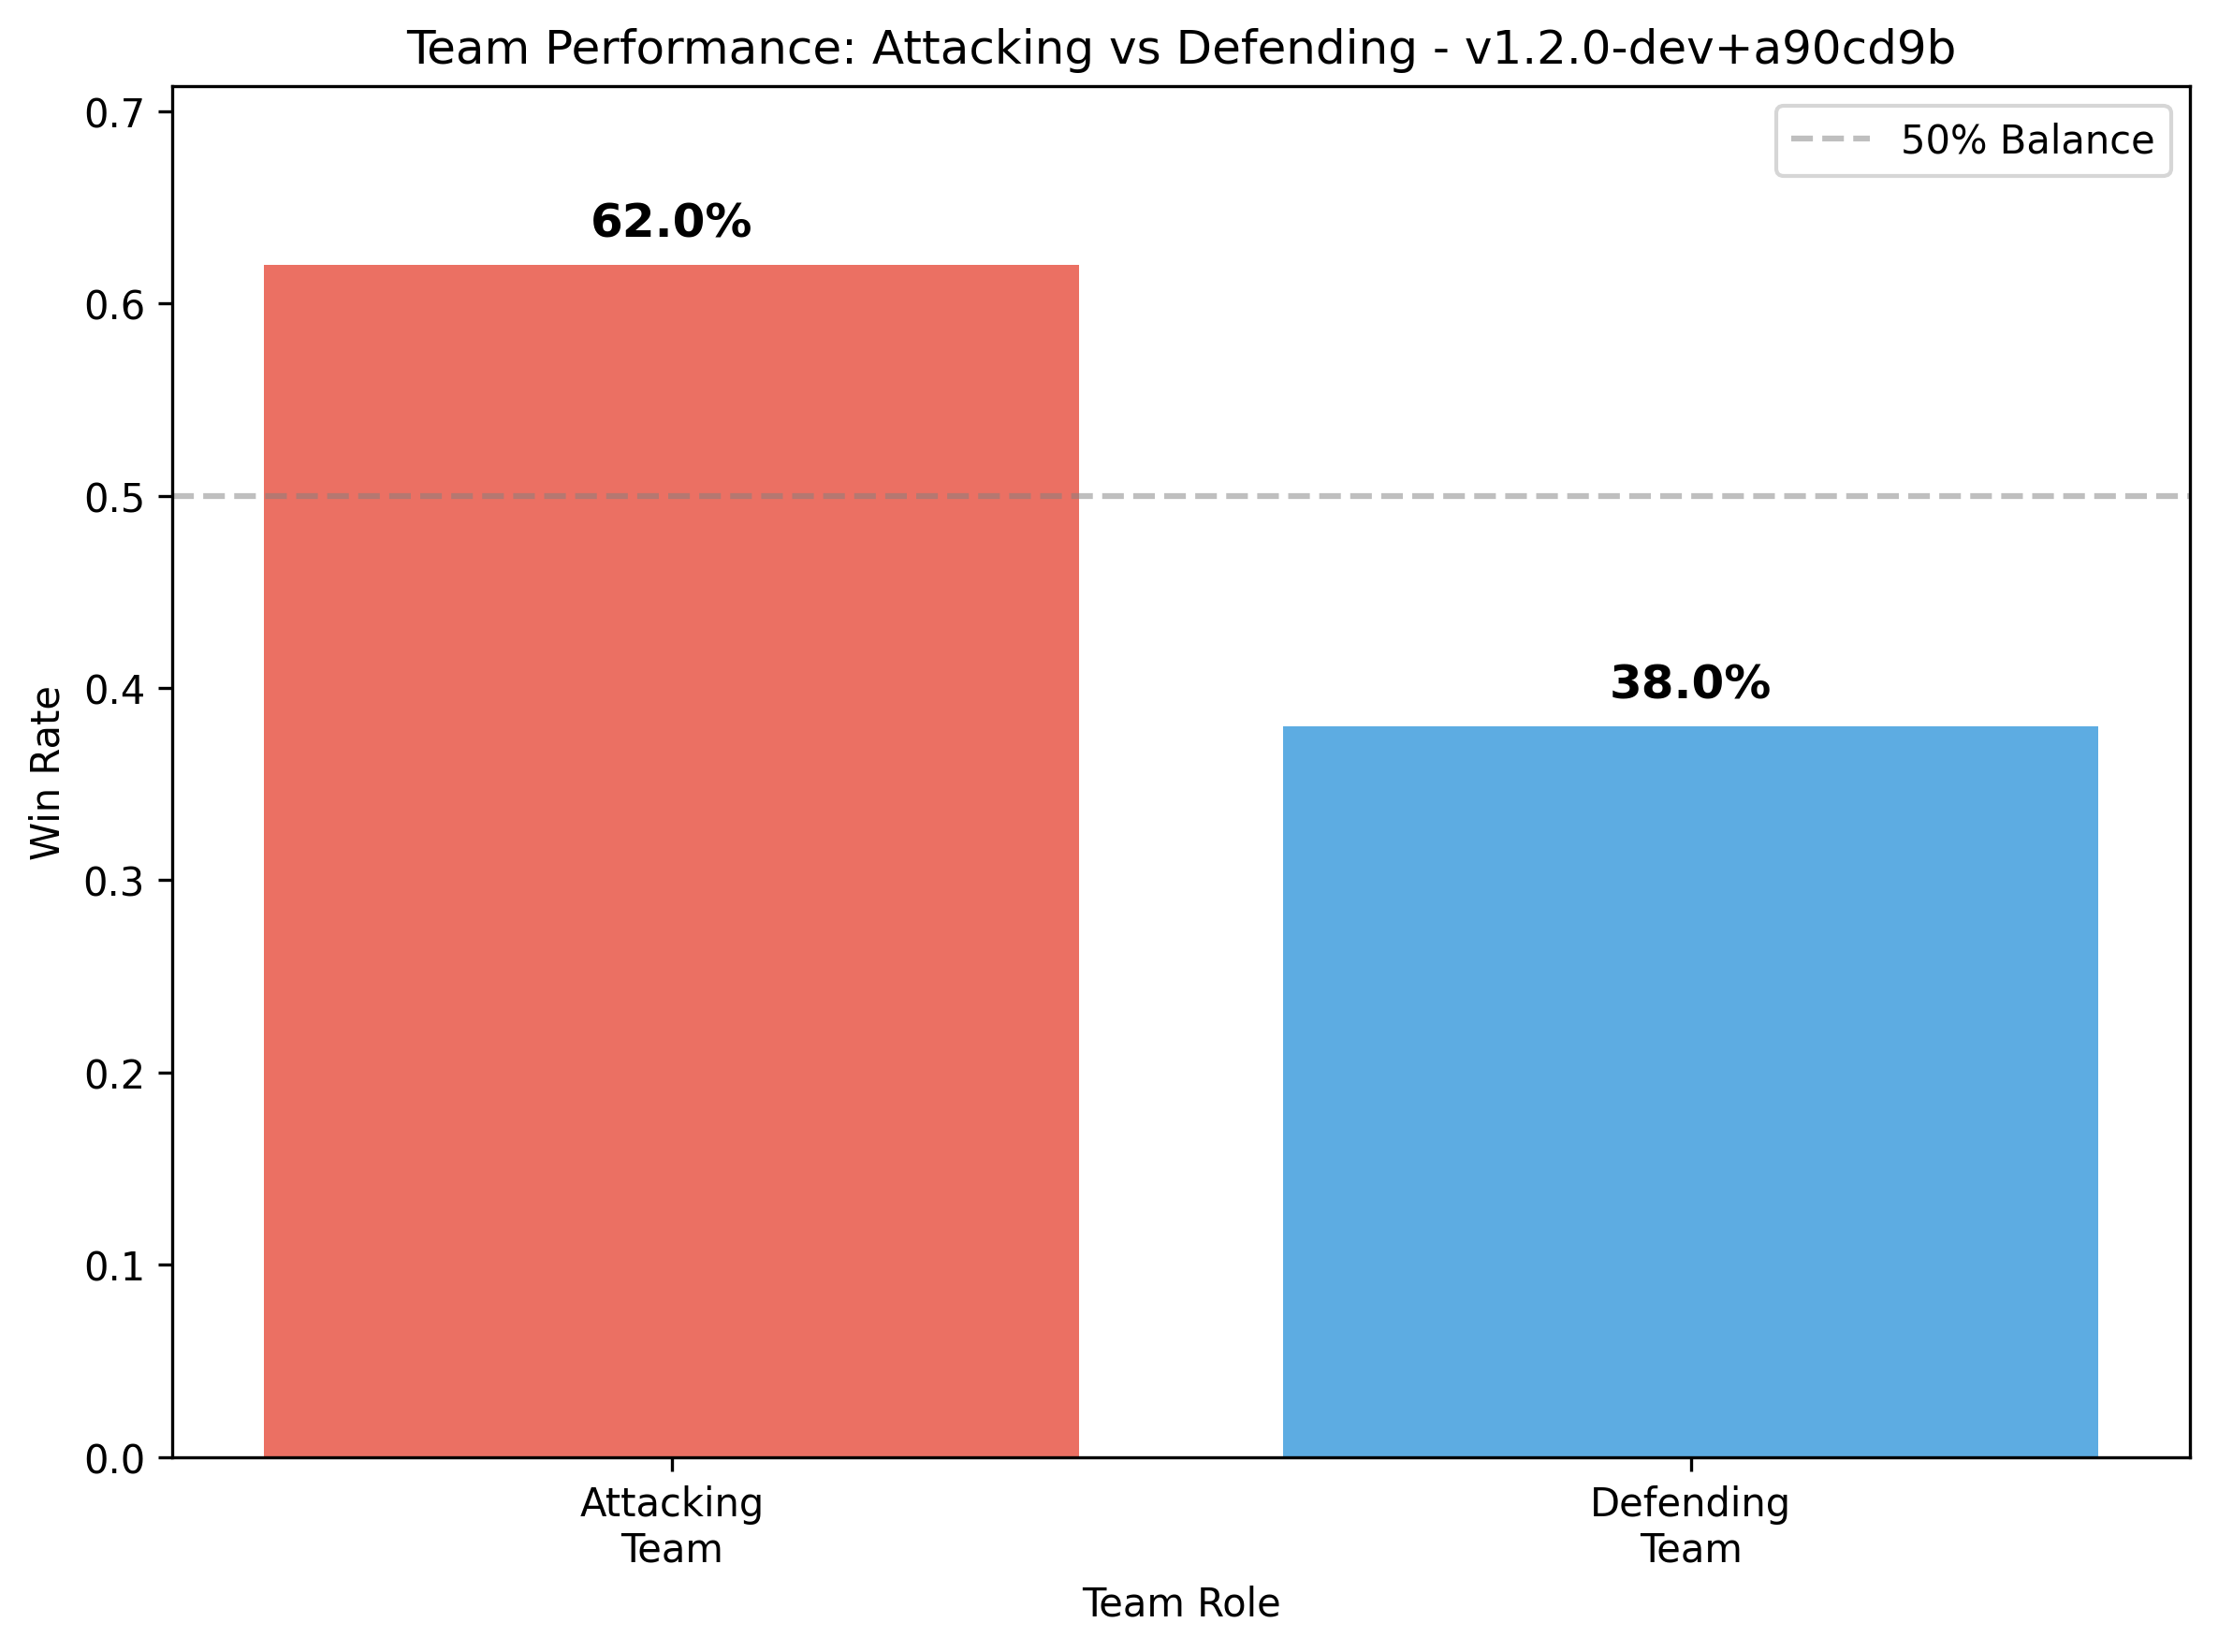 Team Performance: Attacking vs Defending - v1.2.0-dev+a90cd9b
50% Balance
62.0%
38.0%
Win Rate
0.7
0.6
0.5
0.4
0.3
0.2
0.1
0.0
Attacking
Team
Defending
Team
Team Role